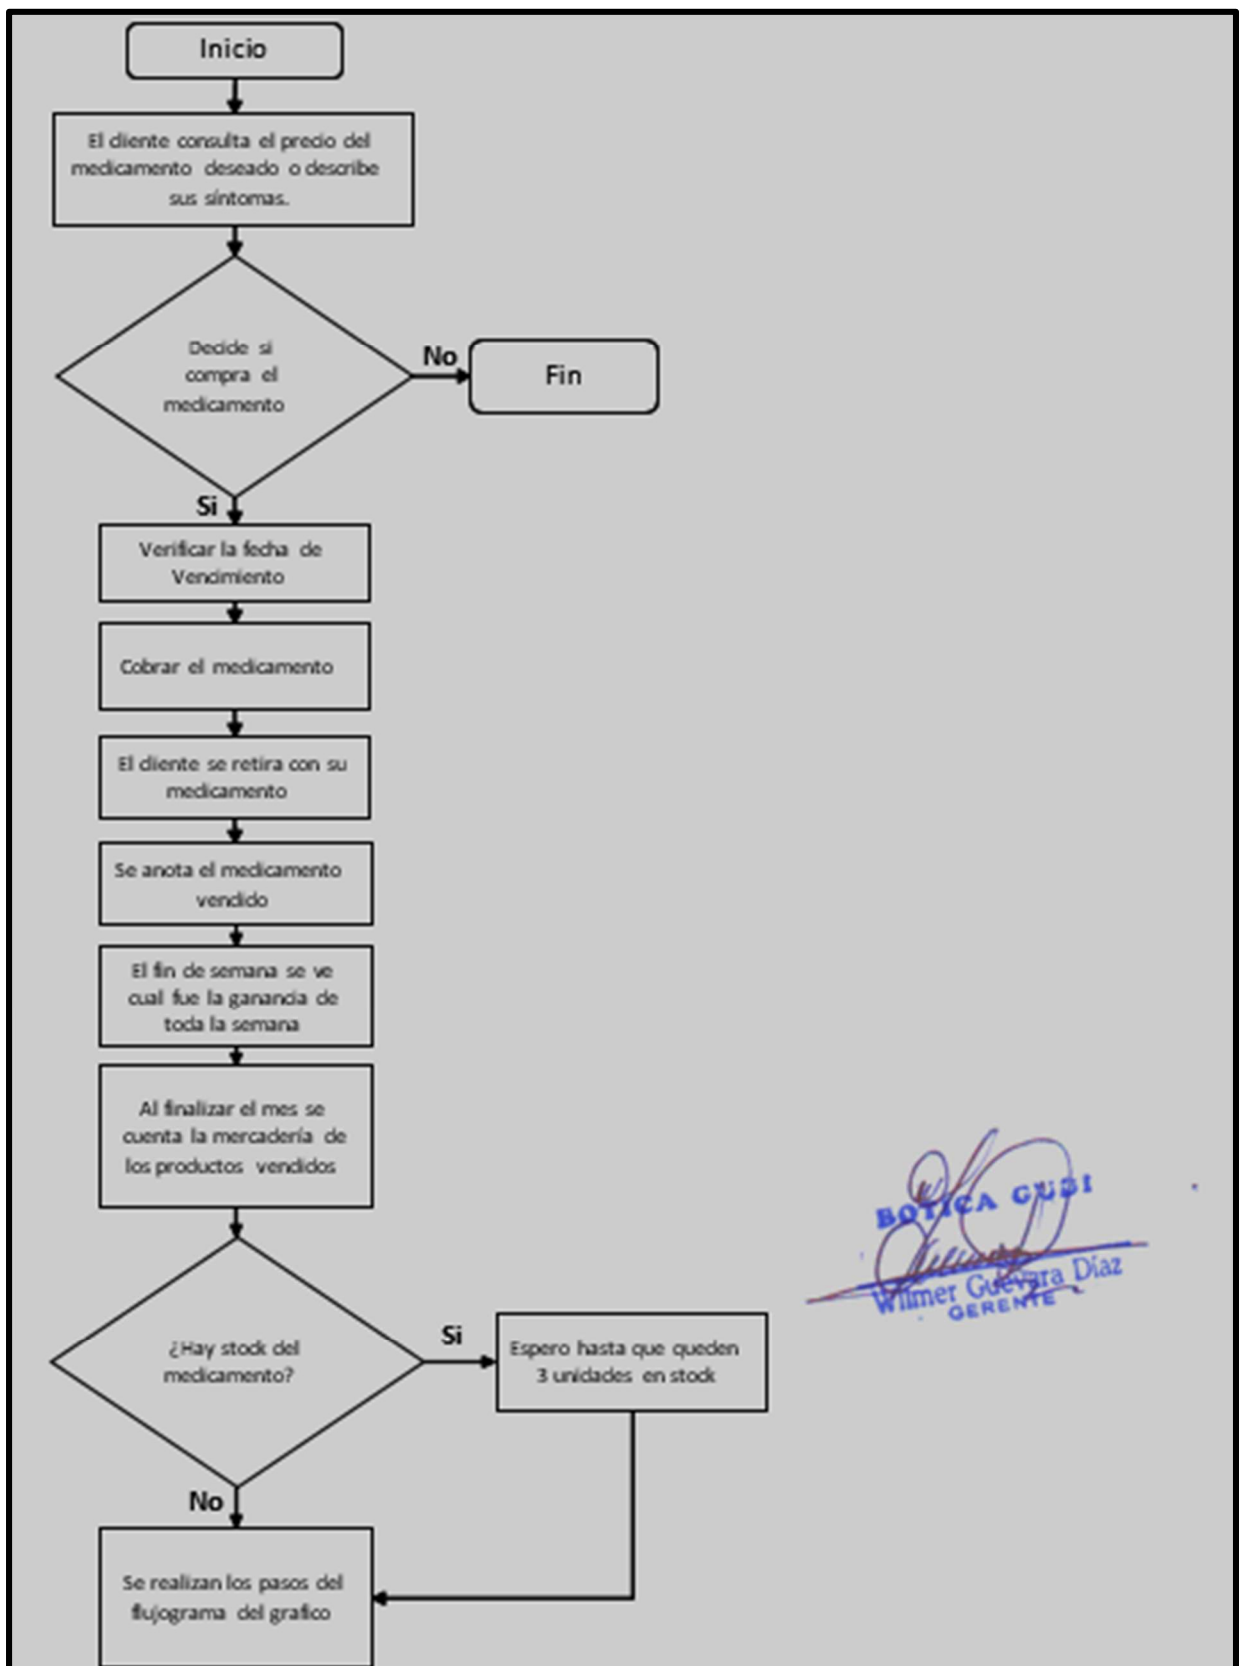 Inicio
El cliente consulta el precio del
medicamento deseado o describe
sus síntomas.
Decide si
compra el
medicamento
No
Fin
Si
Verificar la fecha de
Vencimiento
Cobrar el medicamento
El cliente se retira con su
medicamento
Se anota el medicamento
vendido
El fin de semana se ve
cual fue la ganancia de
toda la semana
Al finalizar el mes se
cuenta la mercadería de
los productos vendidos
BOTICA GUSI
Wilmer Guevara Díaz
GERENTE
¿Hay stock del
medicamento?
Si
Espero hasta que queden
3 unidades en stock
No
Se realizan los pasos del
flujograma del grafico